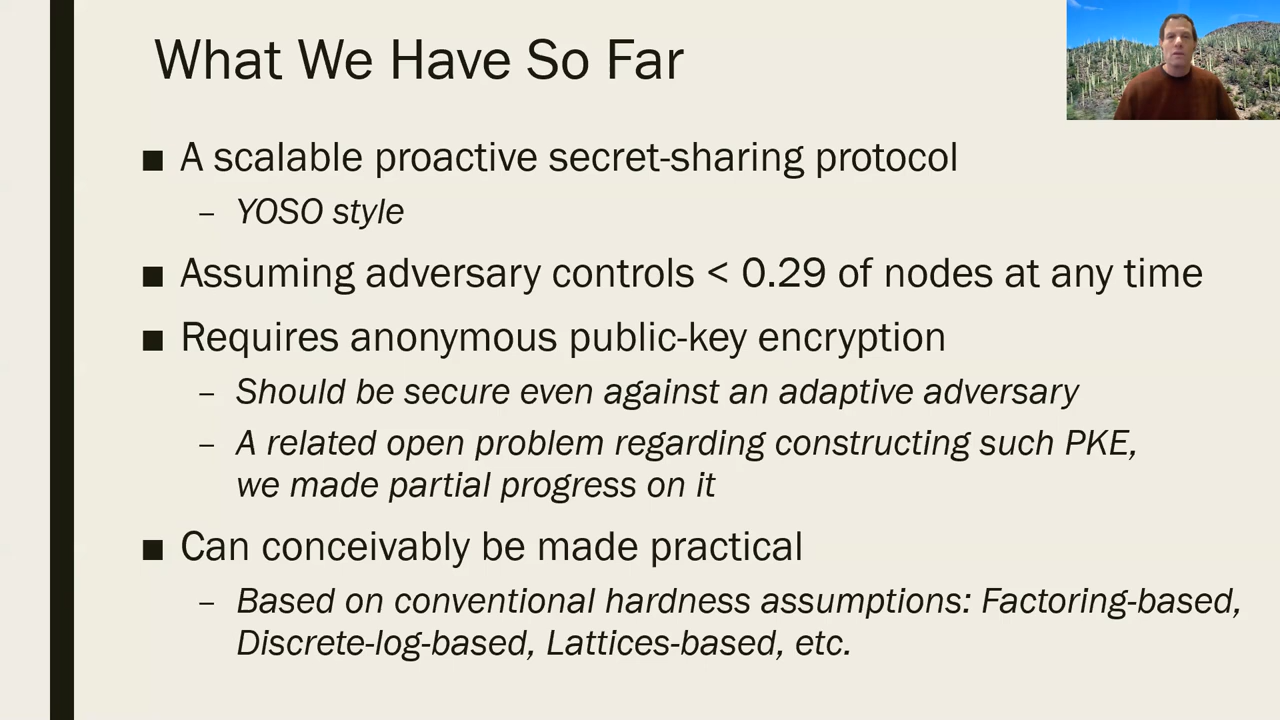 What We Have So Far
■ A scalable proactive secret-sharing protocol
– YOSO style
■ Assuming adversary controls < 0.29 of nodes at any time
■ Requires anonymous public-key encryption
– Should be secure even against an adaptive adversary
– A related open problem regarding constructing such PKE,
we made partial progress on it
■ Can conceivably be made practical
– Based on conventional hardness assumptions: Factoring-based,
Discrete-log-based, Lattices-based, etc.